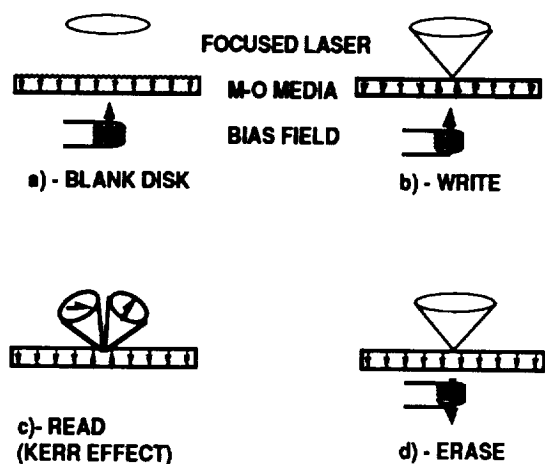 FOCUSED LASER
M-O MEDIA
BIAS FIELD
a) - BLANK DISK
b) - WRITE
c)- READ
(KERR EFFECT)
d) - ERASE